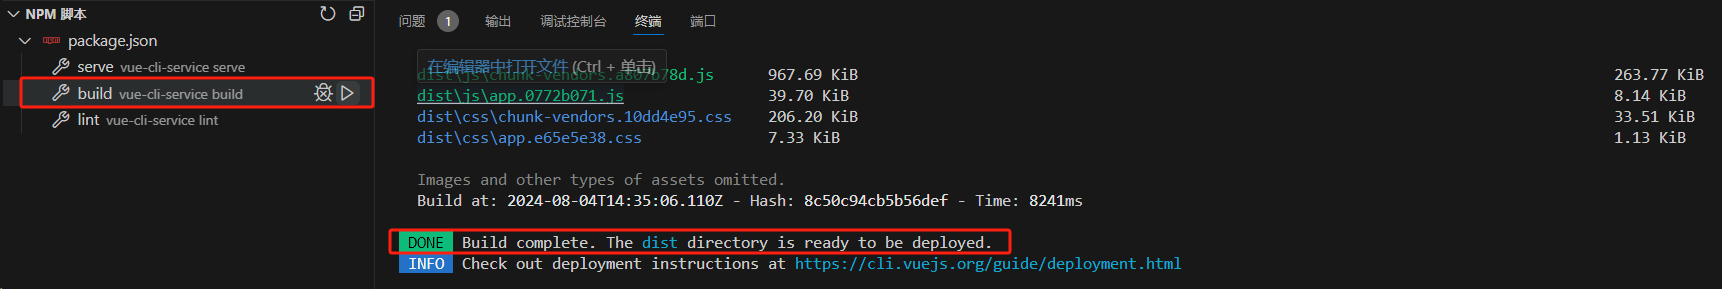 NPM 脚本
package.json
serve vue-cli-service serve
build vue-cli-service build
lint vue-cli-service lint
问题 1 输出 调试控制台 终端 端口
在编辑器中打开文件 (Ctrl + 单击)
dist\js\chunk-vendors.a807b78d.js 967.69 KiB 263.77 KiB
dist\js\app.0772b071.js 39.70 KiB 8.14 KiB
dist\css\chunk-vendors.10dd4e95.css 206.20 KiB 33.51 KiB
dist\css\app.e65e5e38.css 7.33 KiB 1.13 KiB
Images and other types of assets omitted.
Build at: 2024-08-04T14:35:06.110Z - Hash: 8c50c94cb5b56def - Time: 8241ms
DONE Build complete. The dist directory is ready to be deployed.
INFO Check out deployment instructions at https://cli.vuejs.org/guide/deployment.html